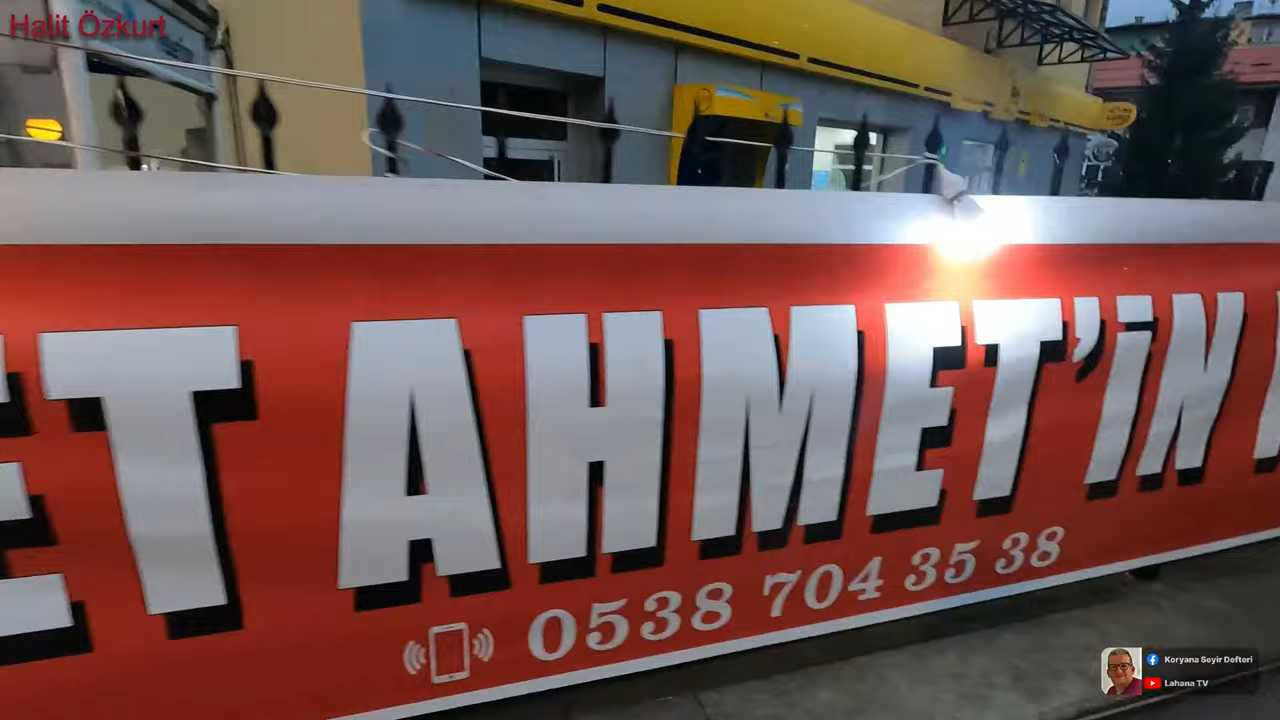 Halit Özkurt
ET AHMET’İN
0538 704 35 38
Koryana Seyir Defteri
Lahana TV